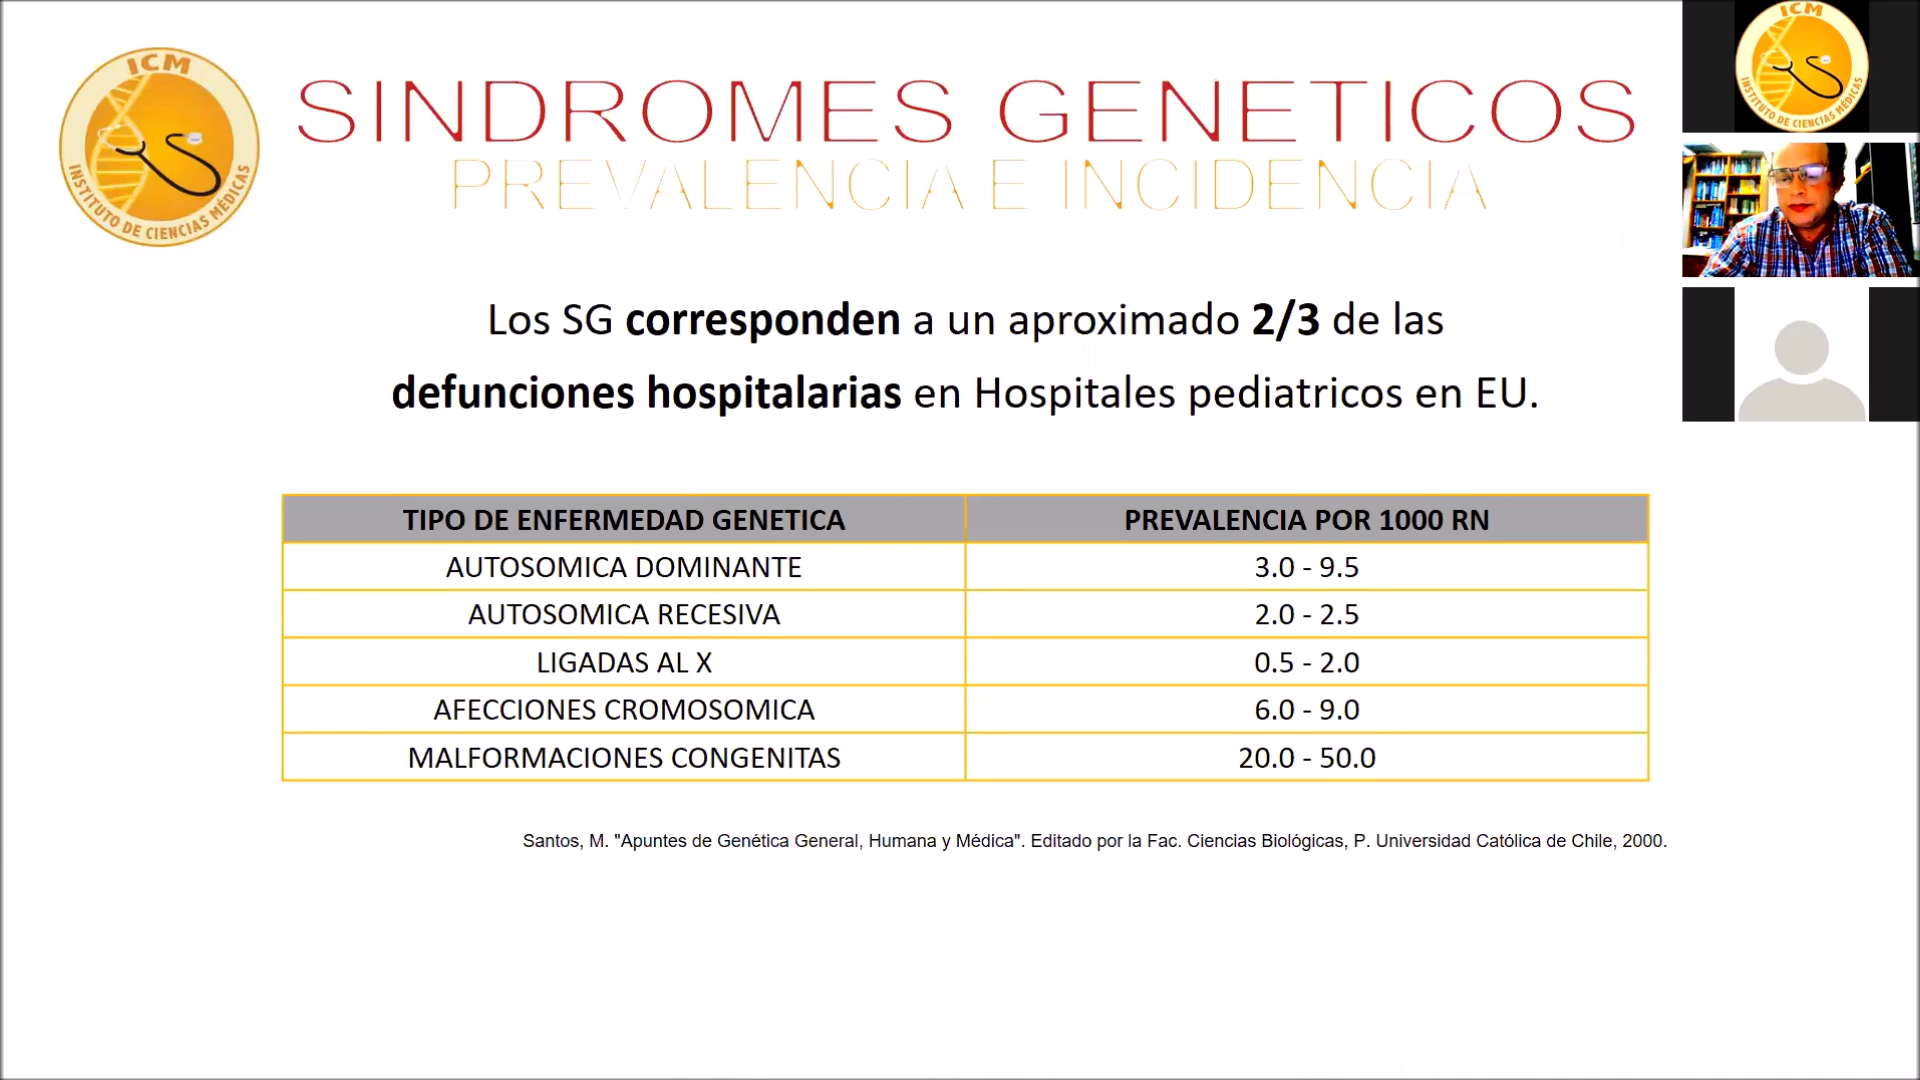 ICM
INSTITUTO DE CIENCIAS MÉDICAS
SINDROMES GENETICOS
PREVALENCIA E INCIDENCIA
Los SG corresponden a un aproximado 2/3 de las
defunciones hospitalarias en Hospitales pediatricos en EU.
TIPO DE ENFERMEDAD GENETICA PREVALENCIA POR 1000 RN
AUTOSOMICA DOMINANTE 3.0 - 9.5
AUTOSOMICA RECESIVA 2.0 - 2.5
LIGADAS AL X 0.5 - 2.0
AFECCIONES CROMOSOMICA 6.0 - 9.0
MALFORMACIONES CONGENITAS 20.0 - 50.0
Santos, M. "Apuntes de Genética General, Humana y Médica". Editado por la Fac. Ciencias Biológicas, P. Universidad Católica de Chile, 2000.
ICM
INSTITUTO DE CIENCIAS MÉDICAS